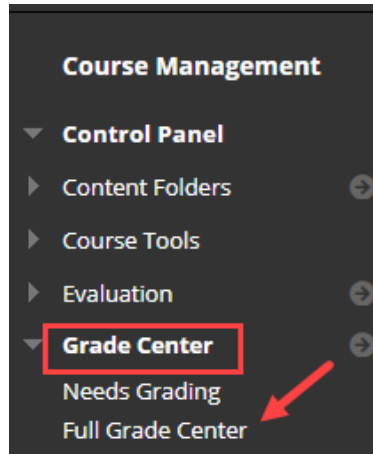 Course Management
Control Panel
Content Folders
Course Tools
Evaluation
Grade Center
Needs Grading
Full Grade Center